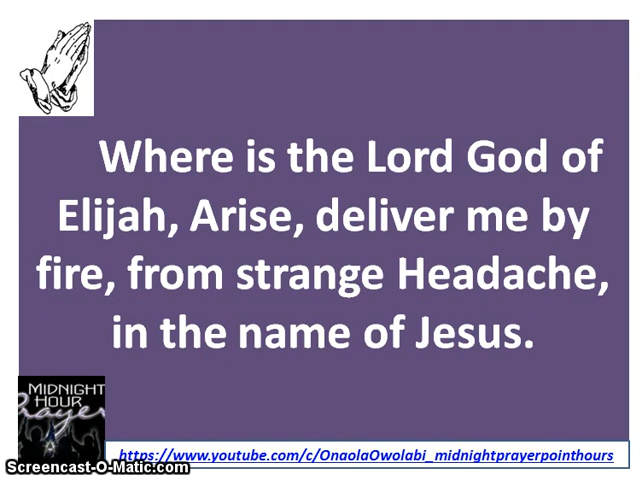 Where is the Lord God of
Elijah, Arise, deliver me by
fire, from strange Headache,
in the name of Jesus.
MIDNIGHT
HOUR
Prayer
https://www.youtube.com/c/OnaolaOwolabi_midnightprayerpointhours
Screencast-O-Matic.com